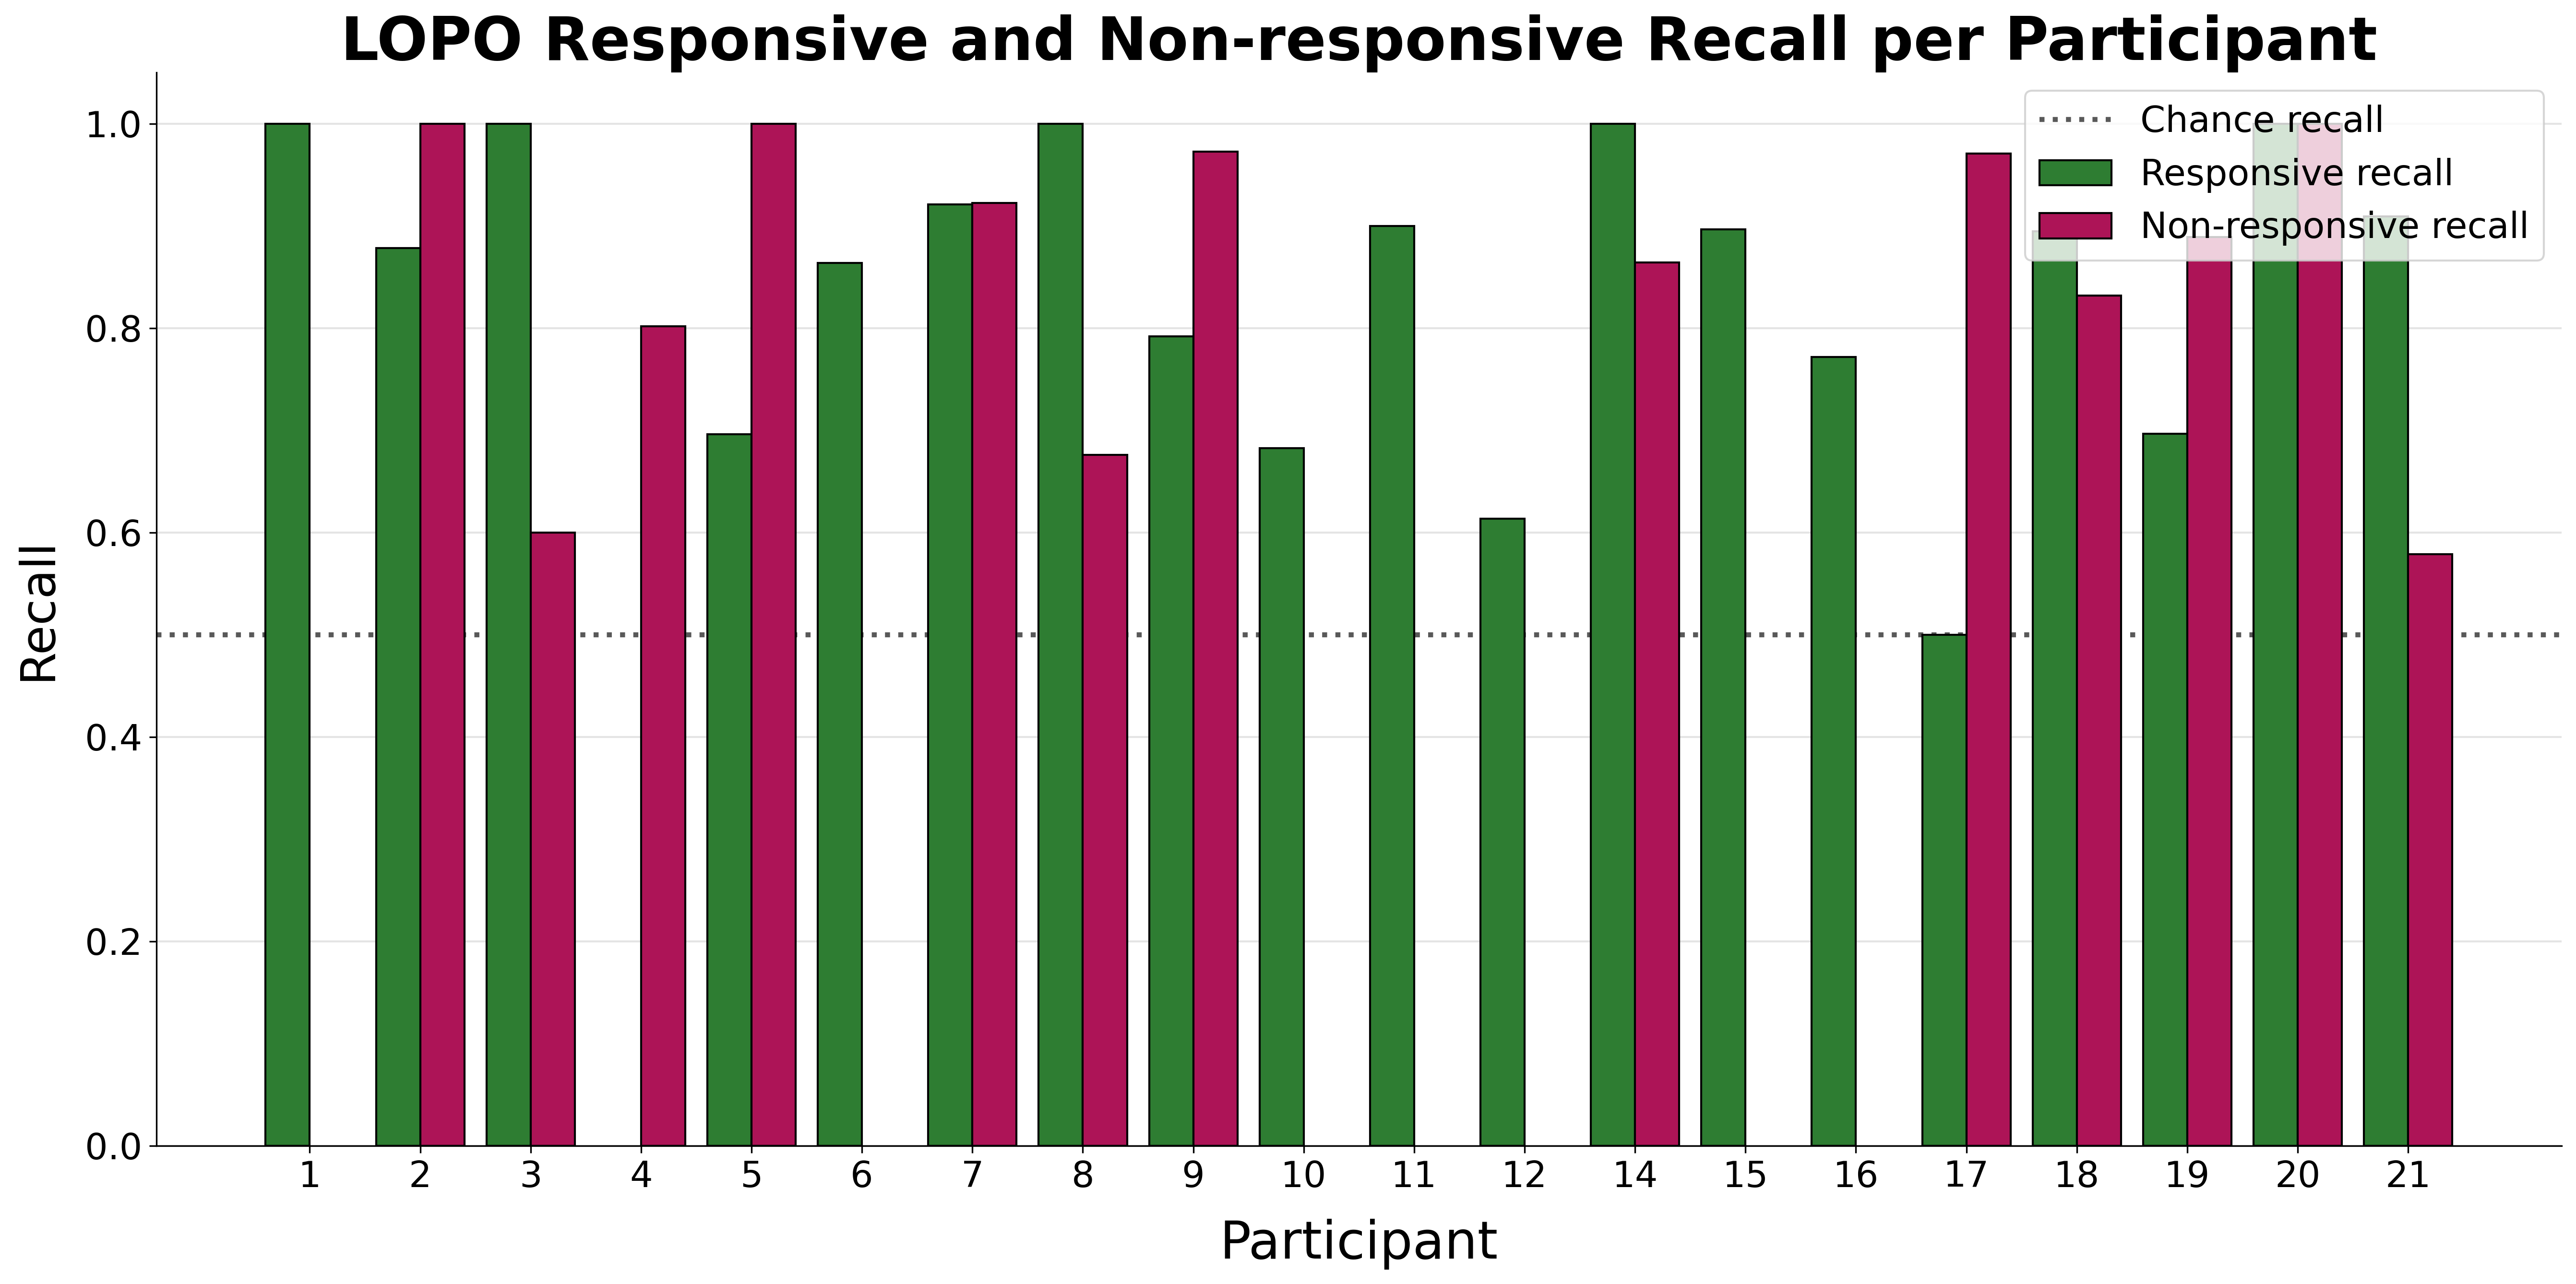 LOPO Responsive and Non-responsive Recall per Participant
Chance recall
Responsive recall
Non-responsive recall
Recall
1.0
0.8
0.6
0.4
0.2
0.0
1 2 3 4 5 6 7 8 9 10 11 12 14 15 16 17 18 19 20 21
Participant